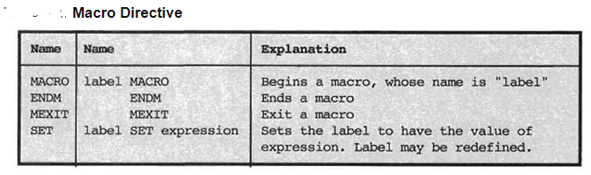 Macro Directive
Name Name Explanation
MACRO label MACRO Begins a macro, whose name is "label"
ENDM ENDM Ends a macro
MEXIT MEXIT Exit a macro
SET label SET expression Sets the label to have the value of
expression. Label may be redefined.